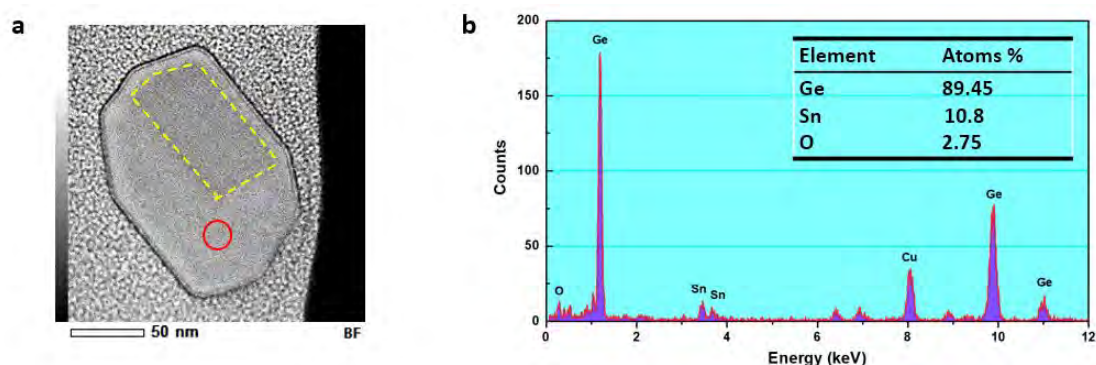 a
50 nm
BF
b
200
150
100
50
0
Counts
0 2 4 6 8 10 12
Energy (keV)
O
Ge
Sn
Sn
Cu
Ge
Ge
Element Atoms %
Ge 89.45
Sn 10.8
O 2.75